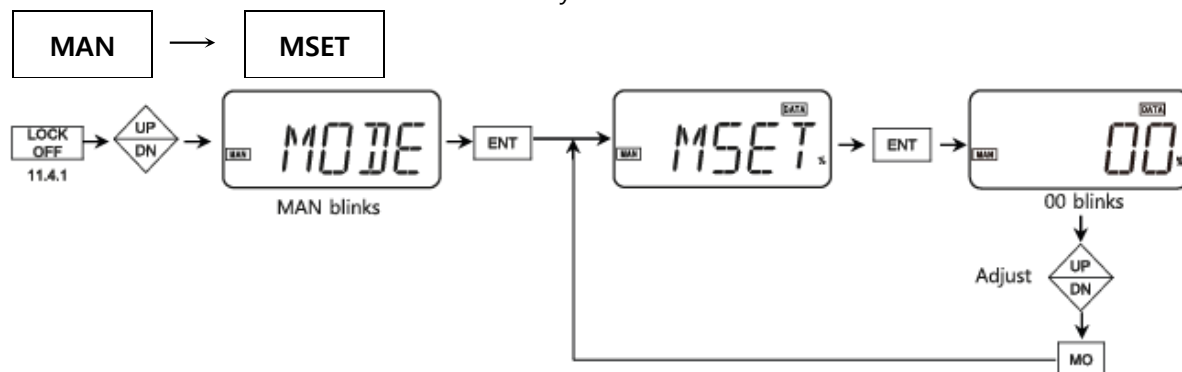 MAN → MSET
LOCK OFF
11.4.1
UP
DN
MAN MODE
MAN blinks
ENT
DATA
MAN MSET %
ENT
DATA
MAN 00 %
00 blinks
Adjust
UP
DN
MO